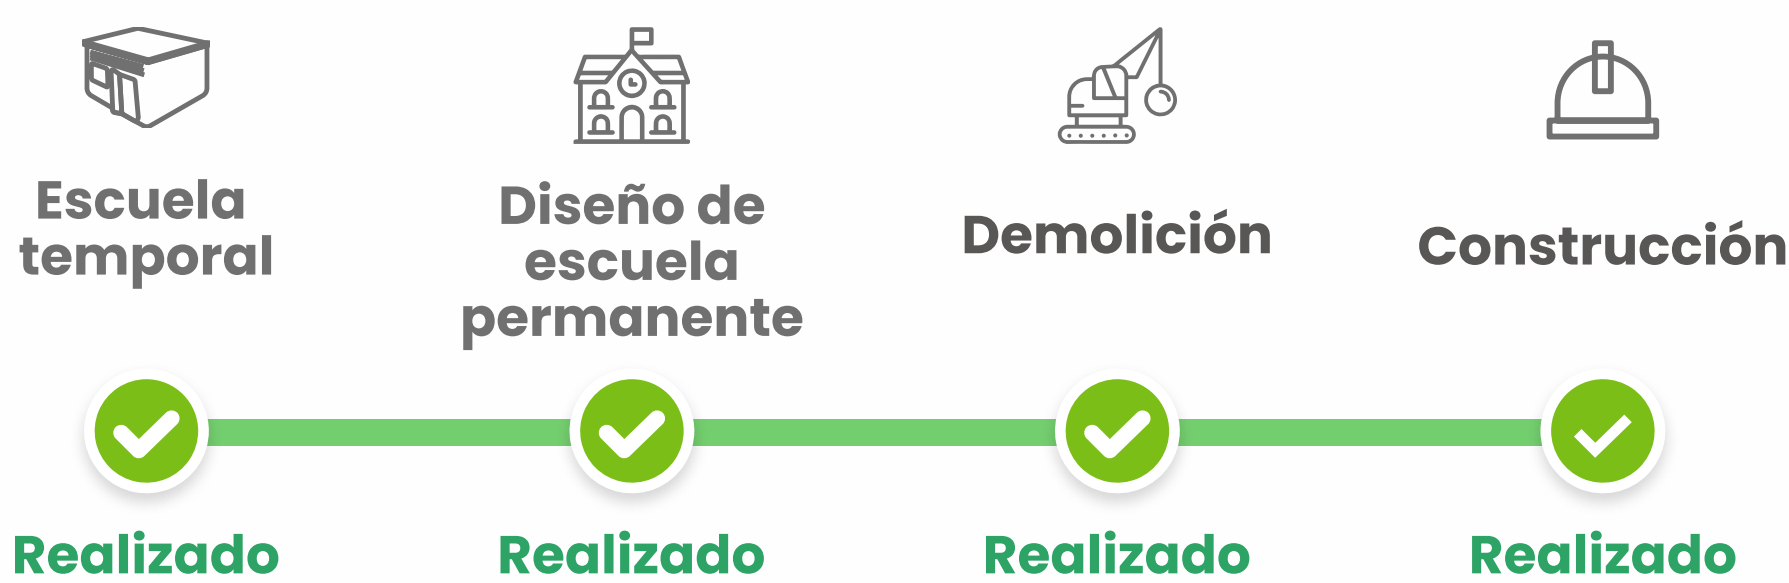 Escuela
temporal
Diseño de
escuela
permanente
Demolición
Construcción
Realizado
Realizado
Realizado
Realizado